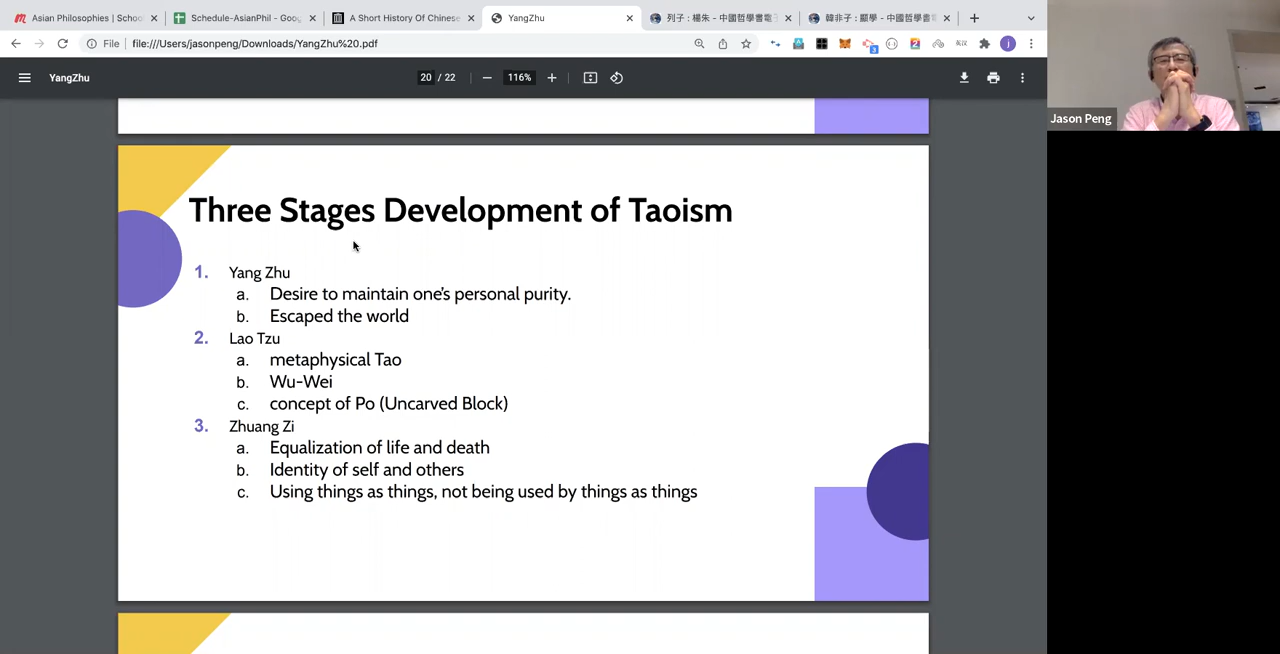 Asian Philosophies | Schoo
Schedule-AsianPhil - Goog
A Short History Of Chinese
YangZhu
列子 : 楊朱 - 中國哲學書電子
韓非子 : 顯學 - 中國哲學書電
File
file:///Users/jasonpeng/Downloads/YangZhu%20.pdf
YangZhu
20 / 22
116%
Jason Peng
Three Stages Development of Taoism
1. Yang Zhu
a. Desire to maintain one's personal purity.
b. Escaped the world
2. Lao Tzu
a. metaphysical Tao
b. Wu-Wei
c. concept of Po (Uncarved Block)
3. Zhuang Zi
a. Equalization of life and death
b. Identity of self and others
c. Using things as things, not being used by things as things